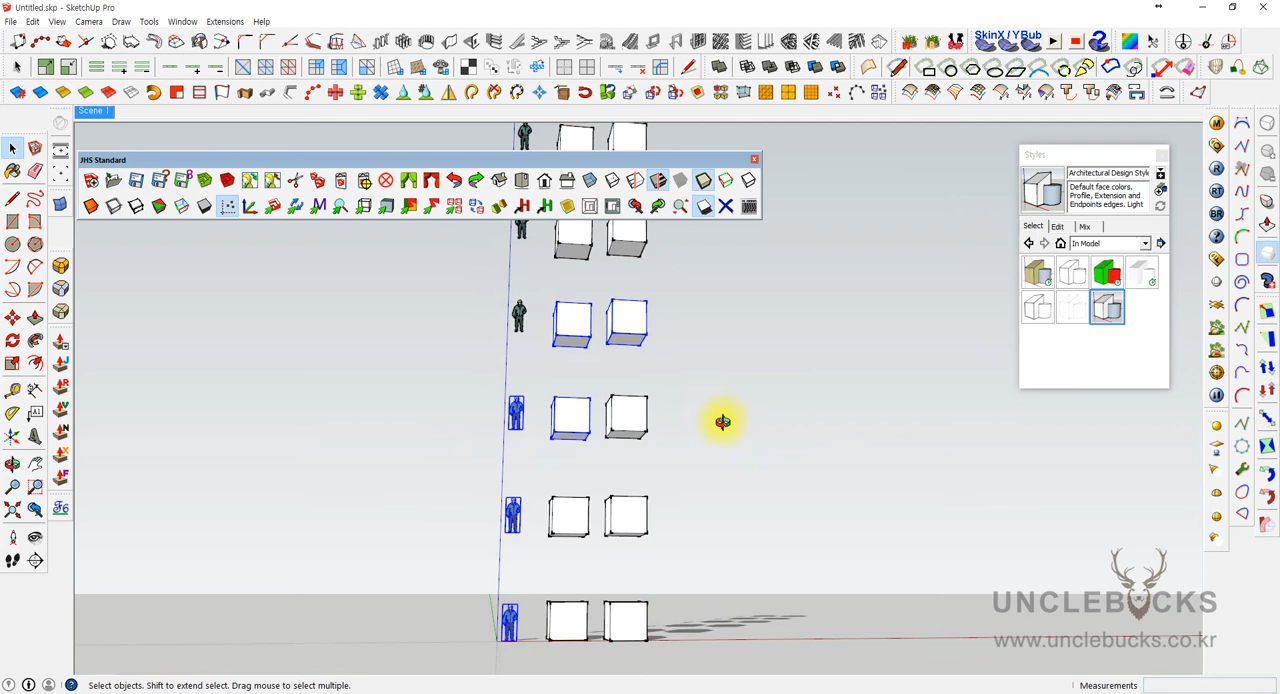 Untitled.skp - SketchUp Pro
File Edit View Camera Draw Tools Window Extensions Help
SkinX / YBub
Scene 1
JHS Standard
Styles
Architectural Design Style
Default face colors.
Profile, Extension and
Endpoints edges. Light
Select Edit Mix
In Model
UNCLEBUCKS
www.unclebucks.co.kr
Select objects. Shift to extend select. Drag mouse to select multiple.
Measurements